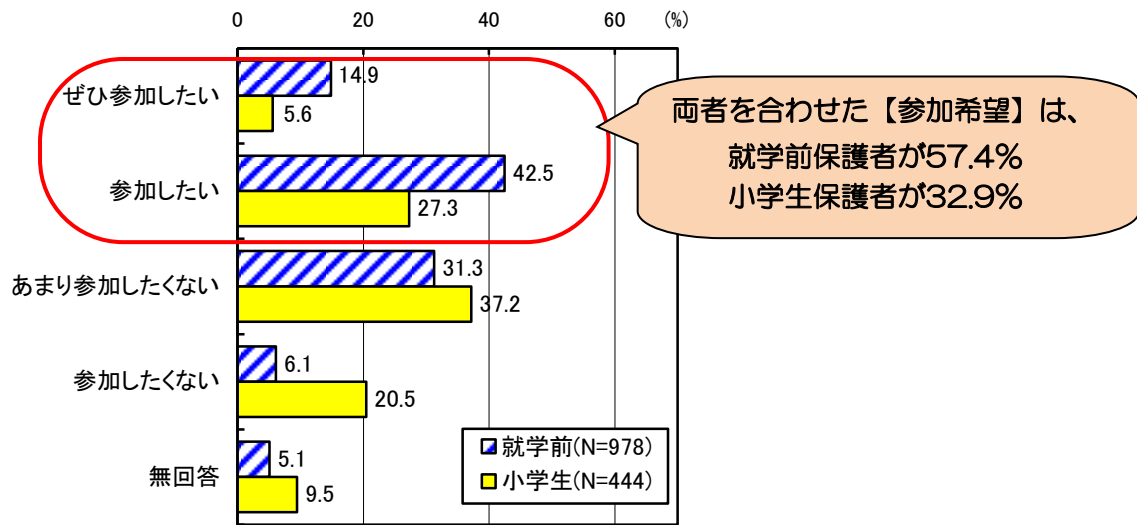 0 20 40 60 (%)
ぜひ参加したい
14.9
5.6
参加したい
42.5
27.3
あまり参加したくない
31.3
37.2
参加したくない
6.1
20.5
無回答
5.1
9.5
就学前(N=978)
小学生(N=444)
両者を合わせた【参加希望】は、
就学前保護者が57.4%
小学生保護者が32.9%